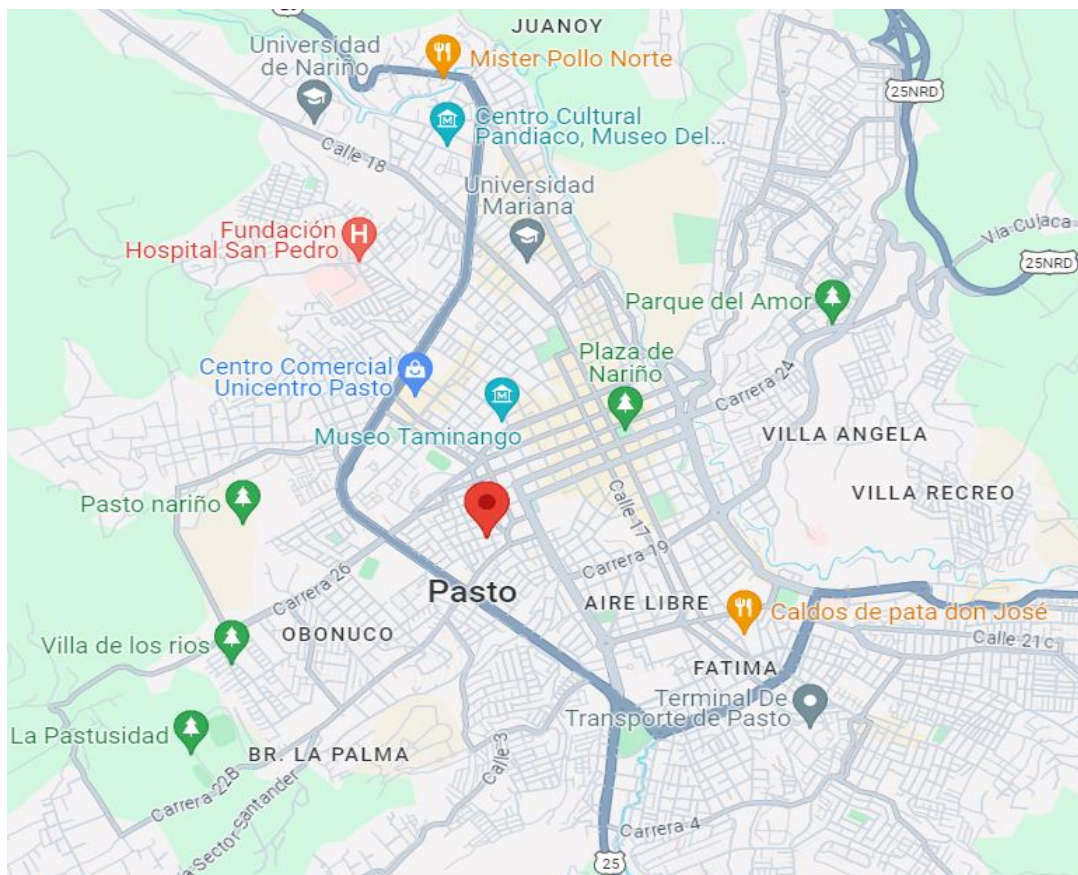 JUANOY
Universidad
de Nariño
Mister Pollo Norte
25NRD
Centro Cultural
Pandiaco, Museo Del...
Calle 18
Universidad
Mariana
Fundación
Hospital San Pedro
Vía Cujaca
25NRD
Parque del Amor
Centro Comercial
Unicentro Pasto
Plaza de
Nariño
Carrera 24
Museo Taminango
VILLA ANGELA
VILLA RECREO
Pasto nariño
Calle 17
Carrera 19
Carrera 26
Pasto
AIRE LIBRE
Caldos de pata don José
OBONUCO
Villa de los rios
Calle 21c
FATIMA
Terminal De
Transporte de Pasto
La Pastusidad
BR. LA PALMA
Calle 3
Carrera 22B
Sector Santander
Carrera 4
25